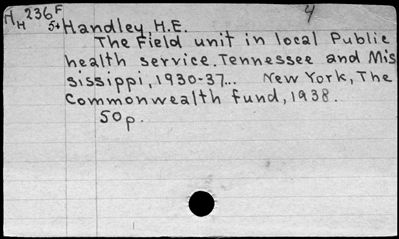 H 236 F 4
H 5+ Handley, H.E.
The Field unit in local Public
health service. Tennessee and Mis
sissippi, 1930-37... New York, The
Commonwealth fund, 1938.
50p.